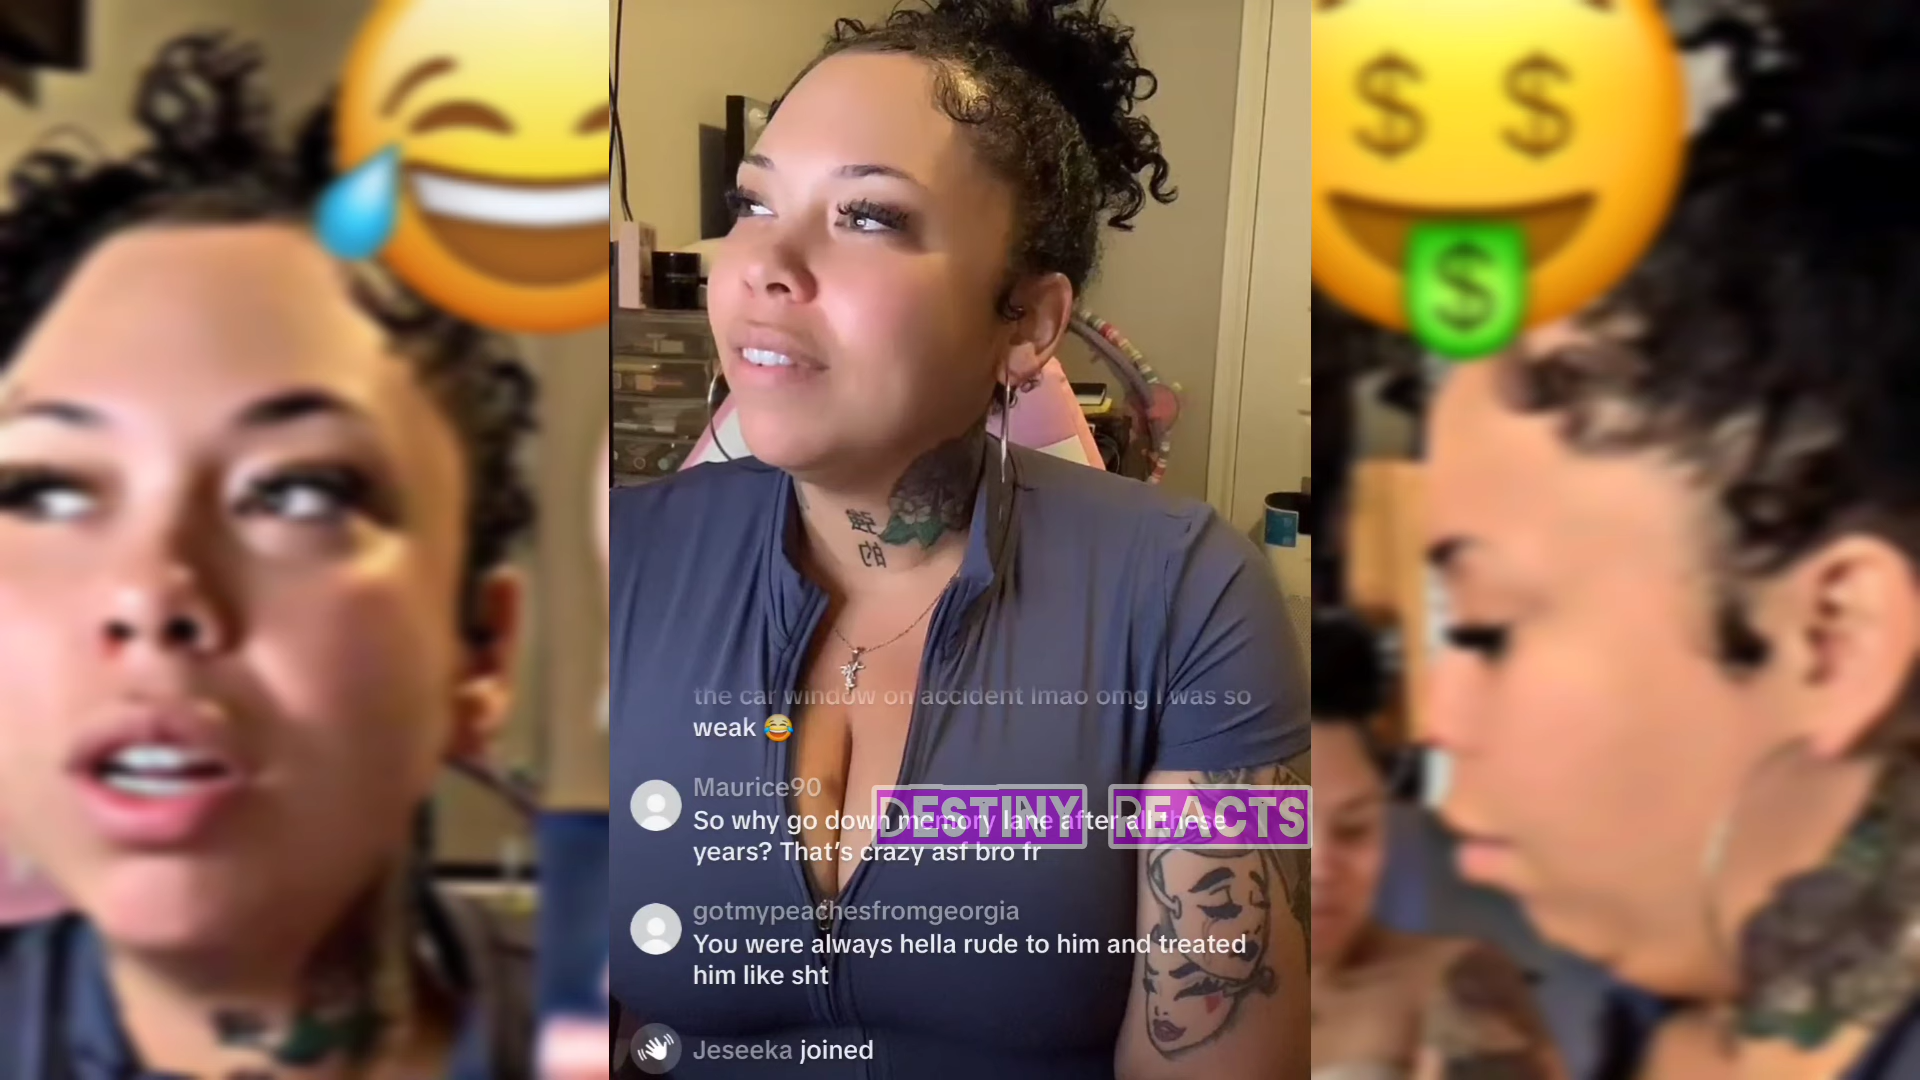 the car window on accident lmao omg I was so
weak 😂
Maurice90
So why go down memory lane after all these
years? That's crazy asf bro fr
DESTINY REACTS
gotmypeachesfromgeorgia
You were always hella rude to him and treated
him like sht
Jeseeka joined